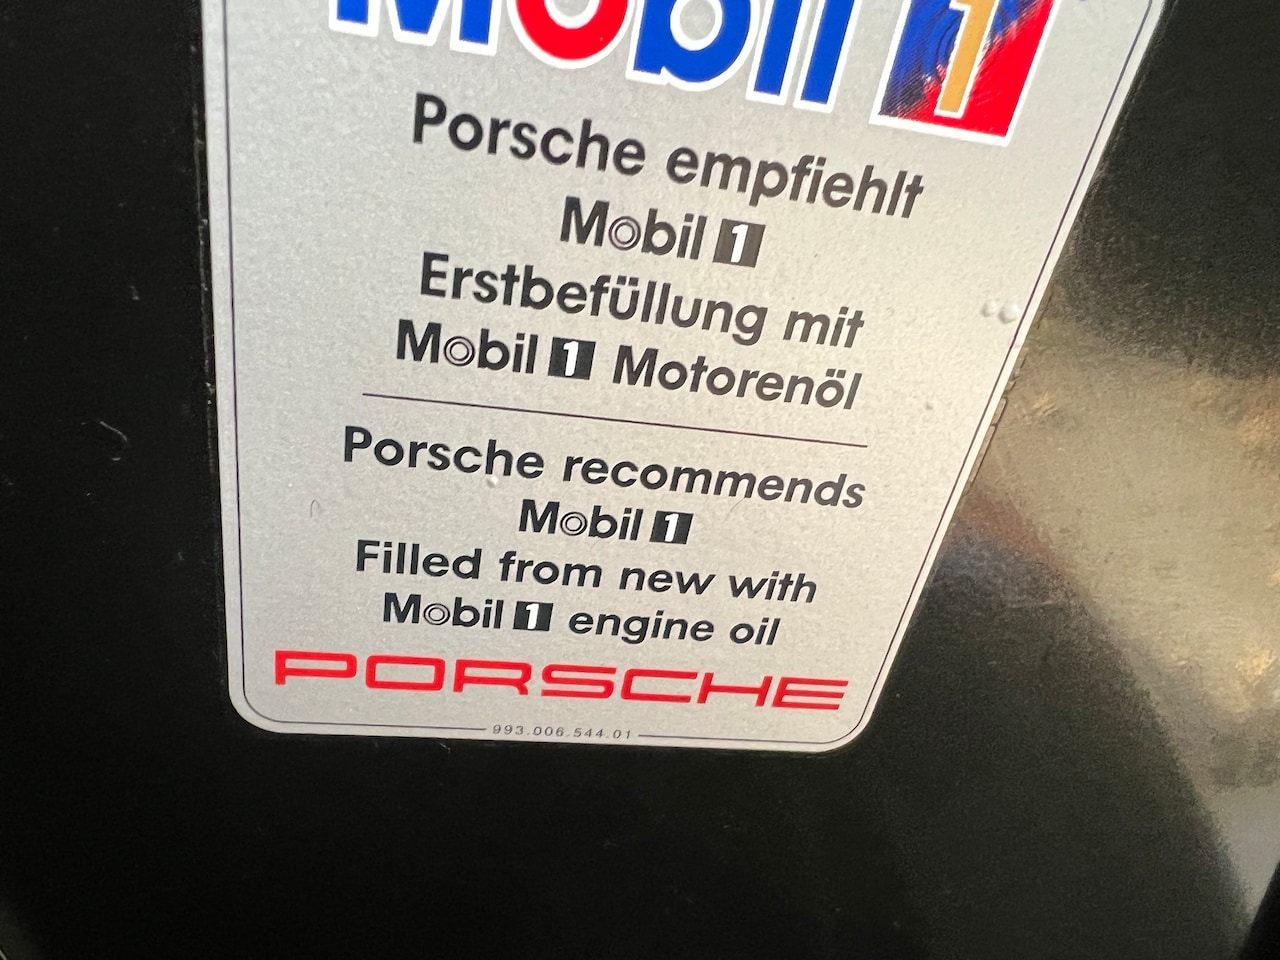 Mobil 1
Porsche empfiehlt
Mobil 1
Erstbefüllung mit
Mobil 1 Motorenöl
Porsche recommends
Mobil 1
Filled from new with
Mobil 1 engine oil
PORSCHE
993.006.544.01